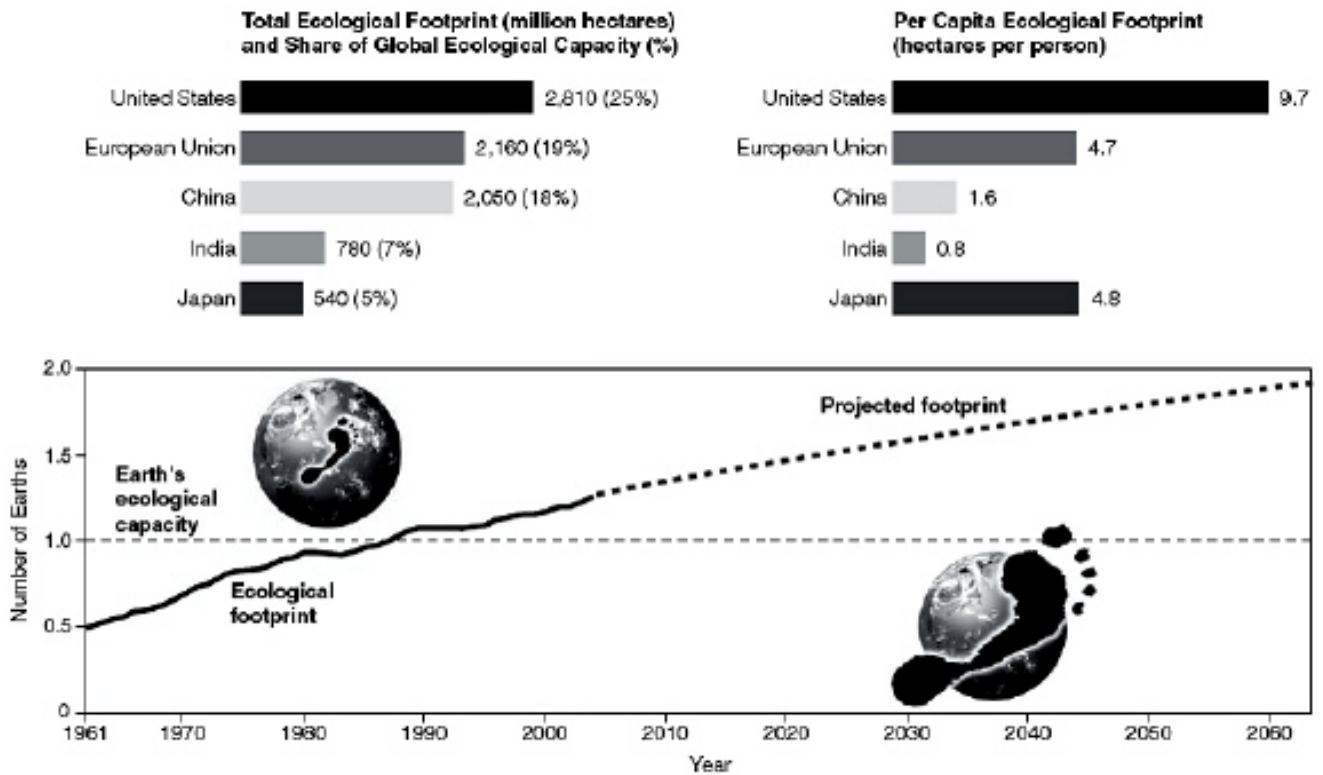 Total Ecological Footprint (million hectares)
and Share of Global Ecological Capacity (%)
United States 2,810 (25%)
European Union 2,160 (19%)
China 2,050 (18%)
India 780 (7%)
Japan 540 (5%)
Per Capita Ecological Footprint
(hectares per person)
United States 9.7
European Union 4.7
China 1.6
India 0.8
Japan 4.8
2.0
1.5
1.0
0.5
0
Number of Earths
Projected footprint
Earth's
ecological
capacity
Ecological
footprint
1961 1970 1980 1990 2000 2010 2020 2030 2040 2050 2060
Year